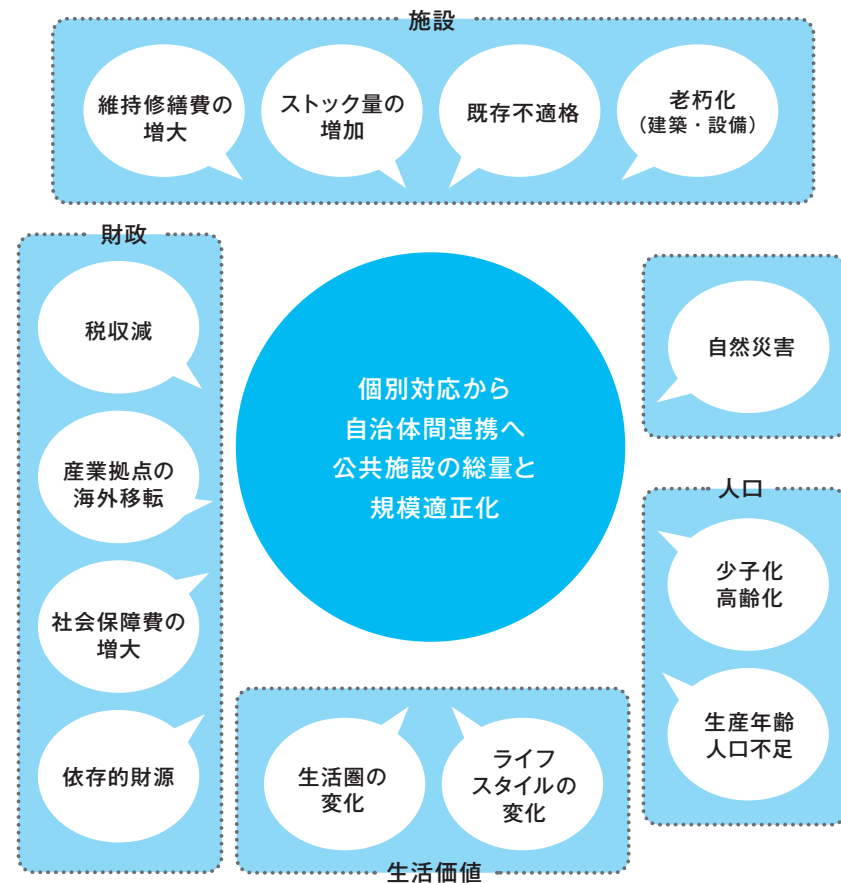 施設
維持修繕費の
増大
ストック量の
増加
既存不適格
老朽化
（建築・設備）
財政
税収減
産業拠点の
海外移転
社会保障費の
増大
依存的財源
個別対応から
自治体間連携へ
公共施設の総量と
規模適正化
自然災害
人口
少子化
高齢化
生産年齢
人口不足
生活圏の
変化
ライフ
スタイルの
変化
生活価値